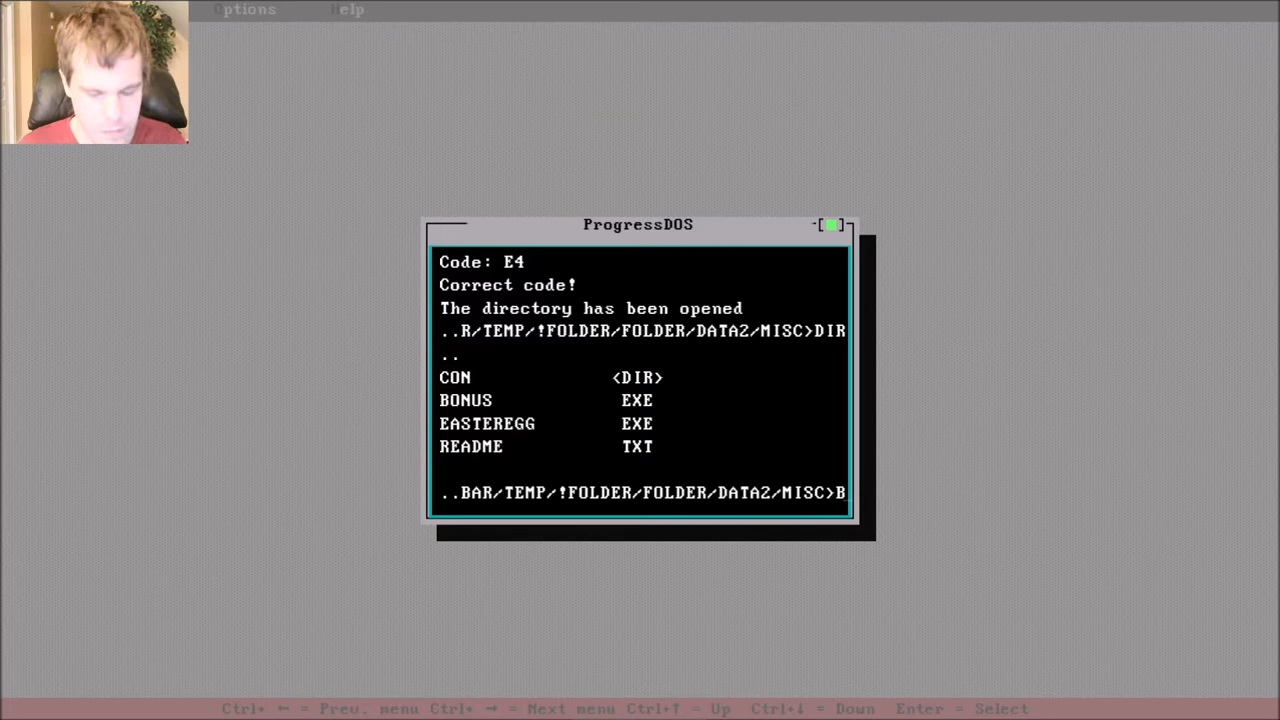 Options Help
ProgressDOS
[ ]
Code: E4
Correct code!
The directory has been opened
..R/TEMP/!FOLDER/FOLDER/DATA2/MISC>DIR
..
CON <DIR>
BONUS EXE
EASTEREGG EXE
README TXT
..BAR/TEMP/!FOLDER/FOLDER/DATA2/MISC>B_
Ctrl+ ← = Prev. menu Ctrl+ → = Next menu Ctrl+↑ = Up Ctrl+↓ = Down Enter = Select